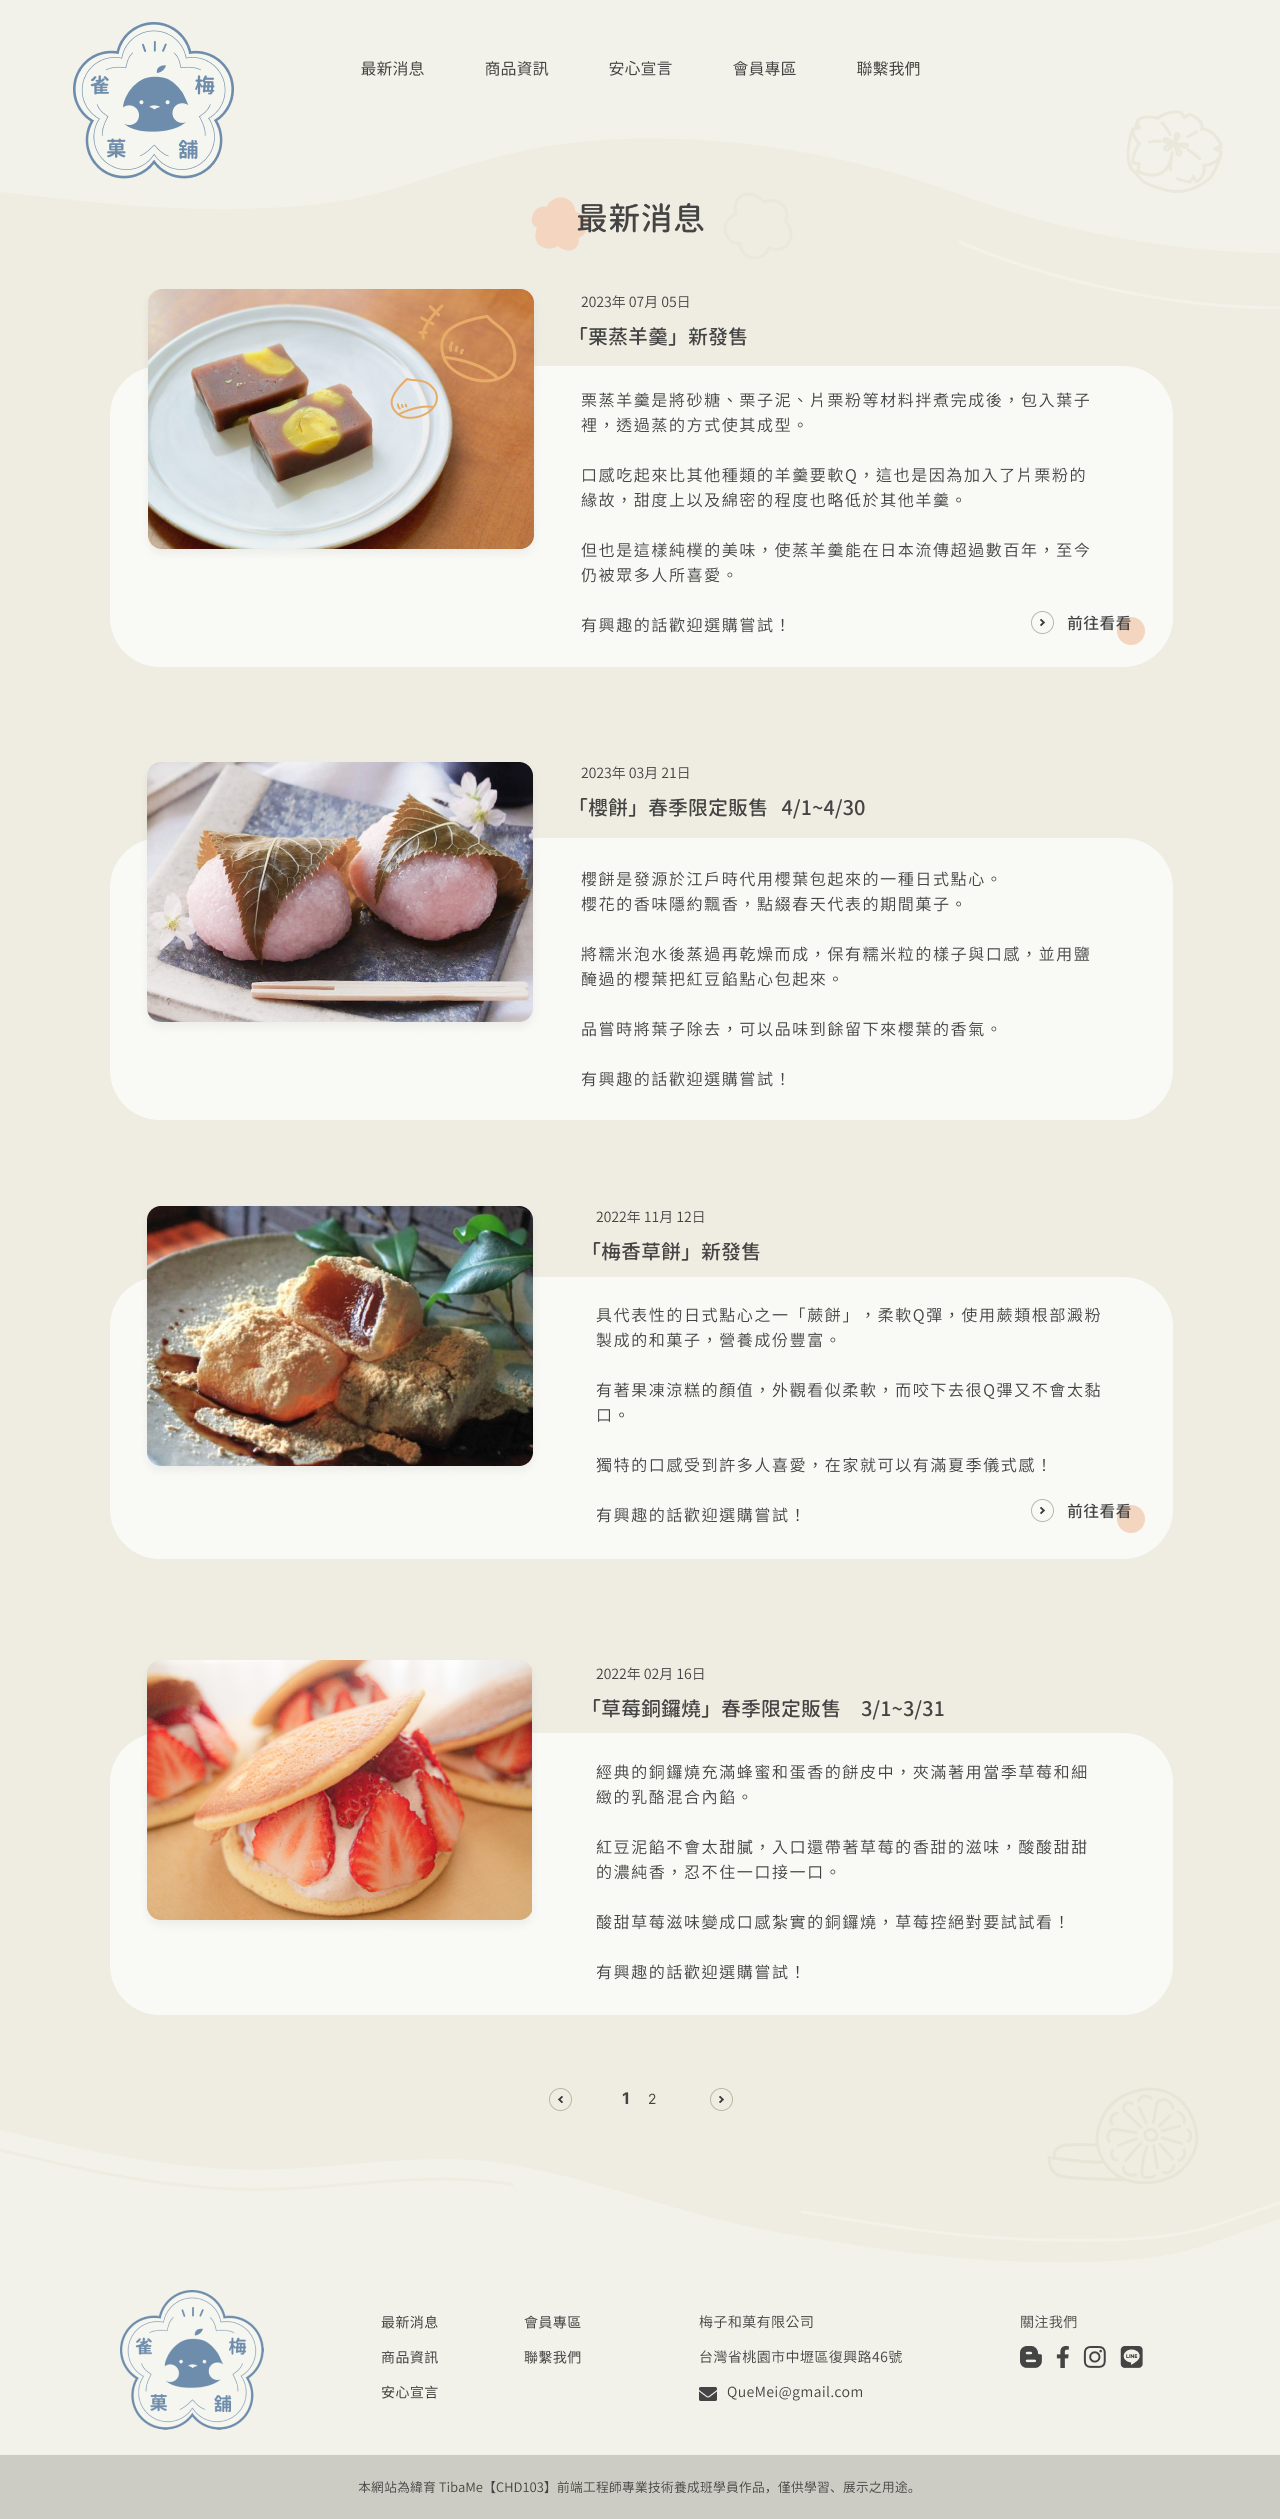 雀 梅
菓 舖
最新消息 商品資訊 安心宣言 會員專區 聯繫我們
最新消息
2023年 07月 05日
「栗蒸羊羹」新發售
栗蒸羊羹是將砂糖、栗子泥、片栗粉等材料拌煮完成後，包入葉子
裡，透過蒸的方式使其成型。
口感吃起來比其他種類的羊羹要軟Q，這也是因為加入了片栗粉的
緣故，甜度上以及綿密的程度也略低於其他羊羹。
但也是這樣純樸的美味，使蒸羊羹能在日本流傳超過數百年，至今
仍被眾多人所喜愛。
有興趣的話歡迎選購嘗試！
前往看看
2023年 03月 21日
「櫻餅」春季限定販售 4/1~4/30
櫻餅是發源於江戶時代用櫻葉包起來的一種日式點心。
櫻花的香味隱約飄香，點綴春天代表的期間菓子。
將糯米泡水後蒸過再乾燥而成，保有糯米粒的樣子與口感，並用鹽
醃過的櫻葉把紅豆餡點心包起來。
品嘗時將葉子除去，可以品味到餘留下來櫻葉的香氣。
有興趣的話歡迎選購嘗試！
2022年 11月 12日
「梅香草餅」新發售
具代表性的日式點心之一「蕨餅」，柔軟Q彈，使用蕨類根部澱粉
製成的和菓子，營養成份豐富。
有著果凍涼糕的顏值，外觀看似柔軟，而咬下去很Q彈又不會太黏
口。
獨特的口感受到許多人喜愛，在家就可以有滿夏季儀式感！
有興趣的話歡迎選購嘗試！
前往看看
2022年 02月 16日
「草莓銅鑼燒」春季限定販售 3/1~3/31
經典的銅鑼燒充滿蜂蜜和蛋香的餅皮中，夾滿著用當季草莓和細
緻的乳酪混合內餡。
紅豆泥餡不會太甜膩，入口還帶著草莓的香甜的滋味，酸酸甜甜
的濃純香，忍不住一口接一口。
酸甜草莓滋味變成口感紮實的銅鑼燒，草莓控絕對要試試看！
有興趣的話歡迎選購嘗試！
1 2
雀 梅
菓 舖
最新消息 會員專區 梅子和菓有限公司 關注我們
商品資訊 聯繫我們 台灣省桃園市中壢區復興路46號 LINE
安心宣言 QueMei@gmail.com
本網站為緯育 TibaMe【CHD103】前端工程師專業技術養成班學員作品，僅供學習、展示之用途。